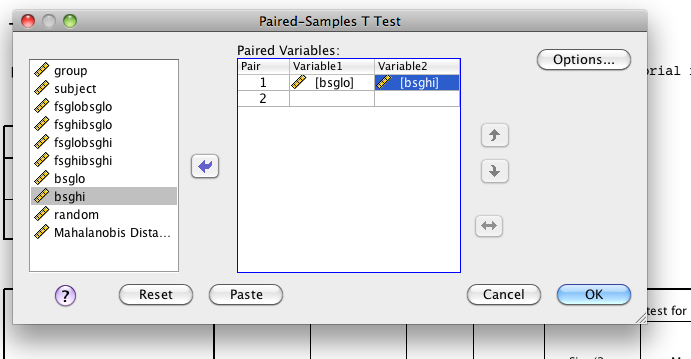 Paired-Samples T Test
Paired Variables:
Options...
group
subject
fsglobsglo
fsghibsglo
fsglobsghi
fsghibsghi
bsglo
bsghi
random
Mahalanobis Dista...
Pair Variable1 Variable2
1 [bsglo] [bsghi]
2
orial
? Reset Paste Cancel OK
test for